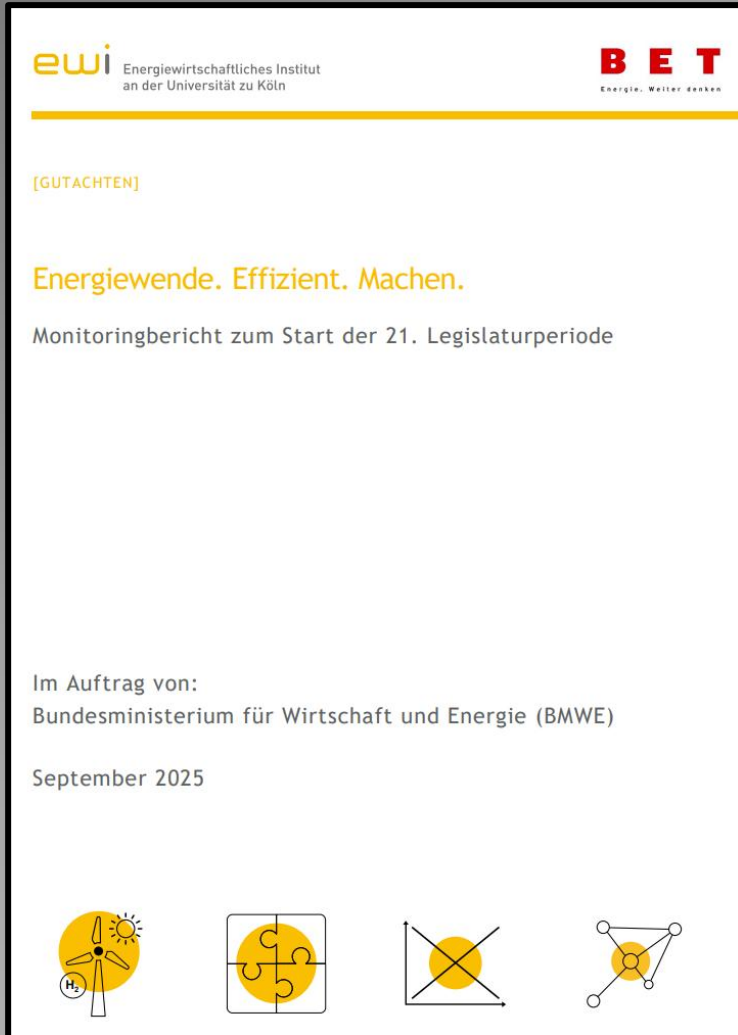 ewi Energiewirtschaftliches Institut
an der Universität zu Köln
BET
Energie. Weiter denken
[GUTACHTEN]
Energiewende. Effizient. Machen.
Monitoringbericht zum Start der 21. Legislaturperiode
Im Auftrag von:
Bundesministerium für Wirtschaft und Energie (BMWE)
September 2025
H₂